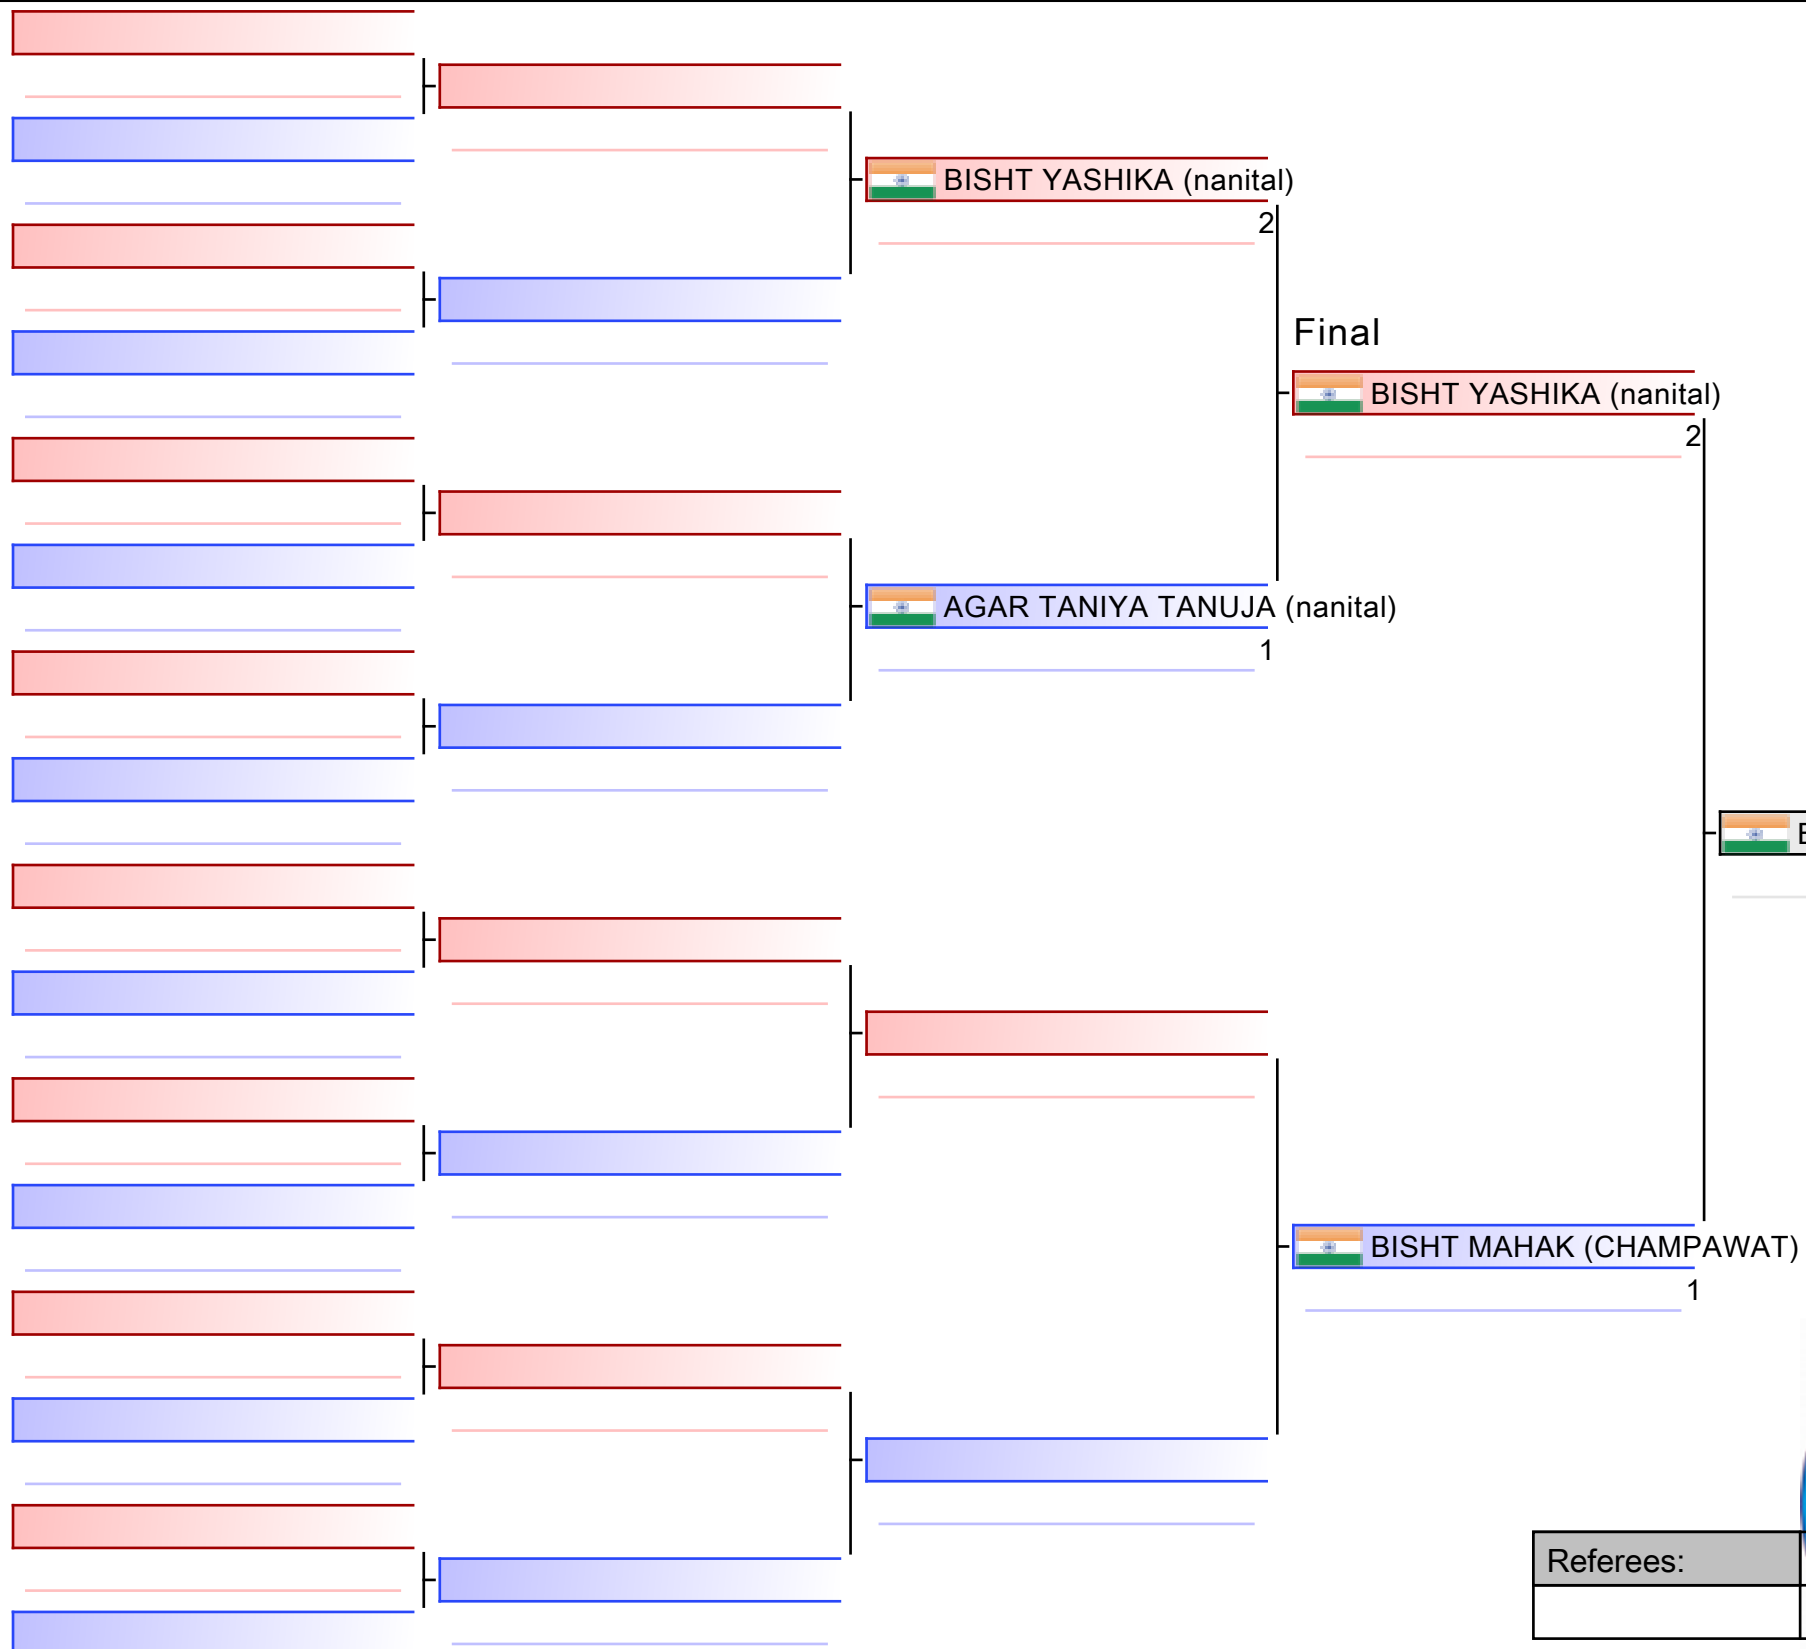 BISHT YASHIKA (nanital)
2
Final
BISHT YASHIKA (nanital)
2
AGAR TANIYA TANUJA (nanital)
1
BISHT MAHAK (CHAMPAWAT)
1
Referees: